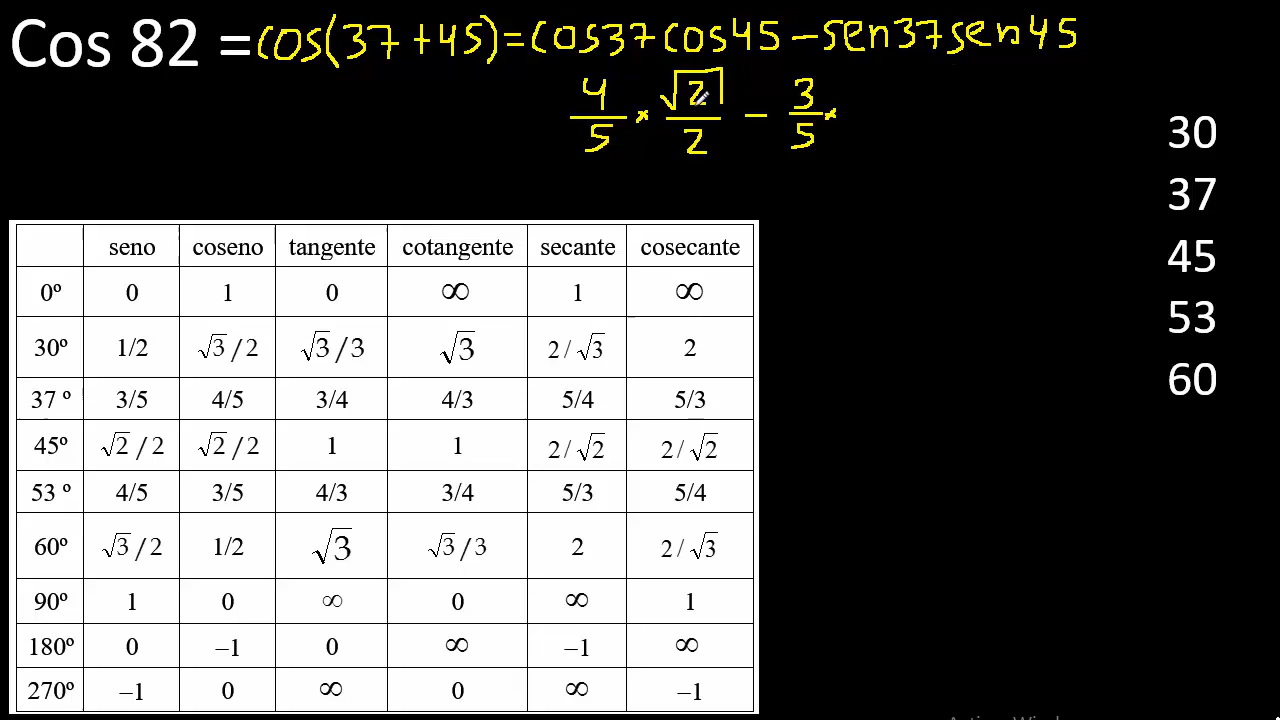 Cos 82 = cos(37 + 45) = cos37 cos45 – sen37 sen45
4/5 × √2/2 – 3/5 ×
30
37
45
53
60
seno coseno tangente cotangente secante cosecante
0º 0 1 0 ∞ 1 ∞
30º 1/2 √3/2 √3/3 √3 2/√3 2
37 º 3/5 4/5 3/4 4/3 5/4 5/3
45º √2/2 √2/2 1 1 2/√2 2/√2
53 º 4/5 3/5 4/3 3/4 5/3 5/4
60º √3/2 1/2 √3 √3/3 2 2/√3
90º 1 0 ∞ 0 ∞ 1
180º 0 –1 0 ∞ –1 ∞
270º –1 0 ∞ 0 ∞ –1